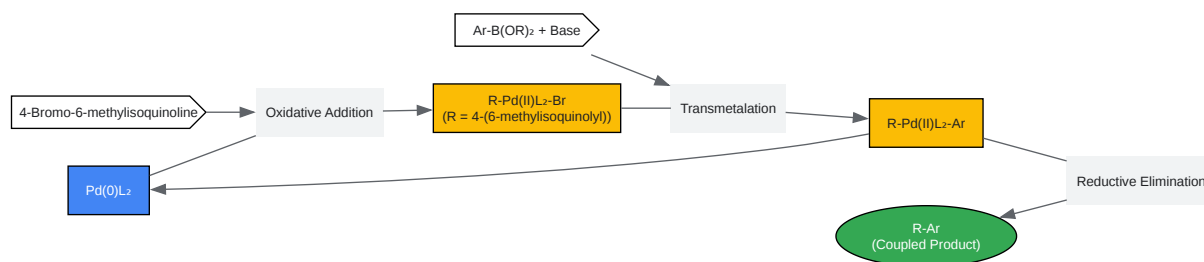 Ar-B(OR)₂ + Base
4-Bromo-6-methylisoquinoline
Oxidative Addition
R-Pd(II)L₂-Br
(R = 4-(6-methylisoquinolyl))
Transmetalation
R-Pd(II)L₂-Ar
Pd(0)L₂
Reductive Elimination
R-Ar
(Coupled Product)